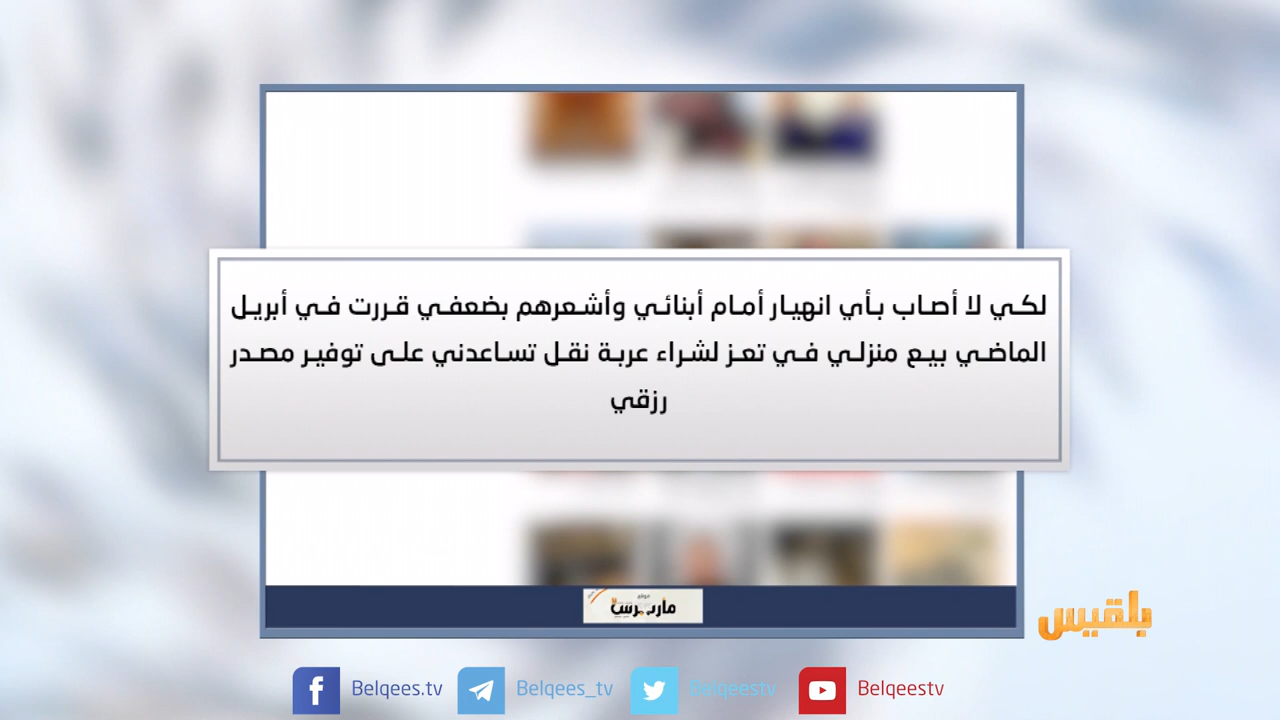 لكي لا أصاب بأي انهيار أمام أبنائي وأشعرهم بضعفي قررت في أبريل
الماضي بيع منزلي في تعز لشراء عربة نقل تساعدني على توفير مصدر
رزقي
موقع
مأرب برس
بلقيس
Belqees.tv
Belqees_tv
Belqeestv
Belqeestv